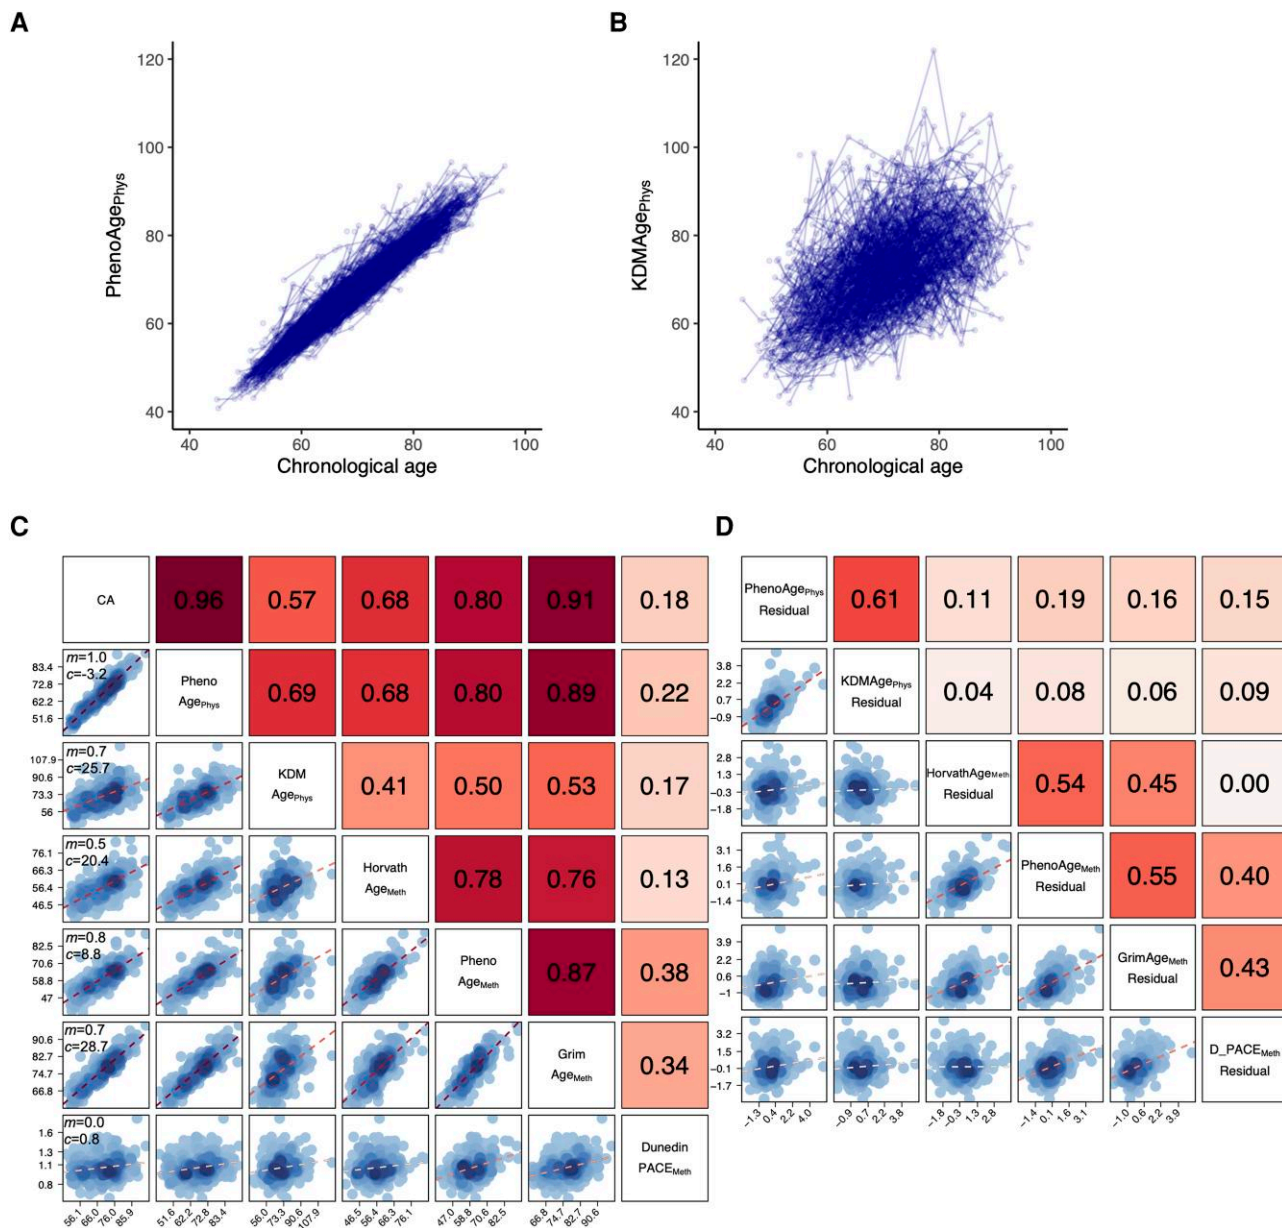 A
B
120
100
80
60
40
PhenoAgePhys
40
60
80
100
Chronological age
120
100
80
60
40
KDMAgePhys
40
60
80
100
Chronological age
C
D
CA
0.96
0.57
0.68
0.80
0.91
0.18
83.4
72.8
62.2
51.6
m=1.0
c=-3.2
Pheno
AgePhys
0.69
0.68
0.80
0.89
0.22
107.9
90.6
73.3
56
m=0.7
c=25.7
KDM
AgePhys
0.41
0.50
0.53
0.17
76.1
66.3
56.4
46.5
m=0.5
c=20.4
Horvath
AgeMeth
0.78
0.76
0.13
82.5
70.6
58.8
47
m=0.8
c=8.8
Pheno
AgeMeth
0.87
0.38
90.6
82.7
74.7
66.8
m=0.7
c=28.7
Grim
AgeMeth
0.34
1.6
1.3
1.1
0.8
m=0.0
c=0.8
Dunedin
PACEMeth
56.1 66.0 76.0 85.9
51.6 62.2 72.8 83.4
56.0 73.3 90.6 107.9
46.5 56.4 66.3 76.1
47.0 58.8 70.6 82.5
66.8 74.7 82.7 90.6
PhenoAgePhys
Residual
0.61
0.11
0.19
0.16
0.15
3.8
2.2
0.7
−0.9
KDMAgePhys
Residual
0.04
0.08
0.06
0.09
2.8
1.3
−0.3
−1.8
HorvathAgeMeth
Residual
0.54
0.45
0.00
3.1
1.6
0.1
−1.4
PhenoAgeMeth
Residual
0.55
0.40
3.9
2.2
0.6
−1
GrimAgeMeth
Residual
0.43
3.2
1.5
−0.1
−1.7
D_PACEMeth
Residual
−1.3 0.4 2.2 4.0
−0.9 0.7 2.2 3.8
−1.8 −0.3 1.3 2.8
−1.4 0.1 1.6 3.1
−1.0 0.6 2.2 3.9